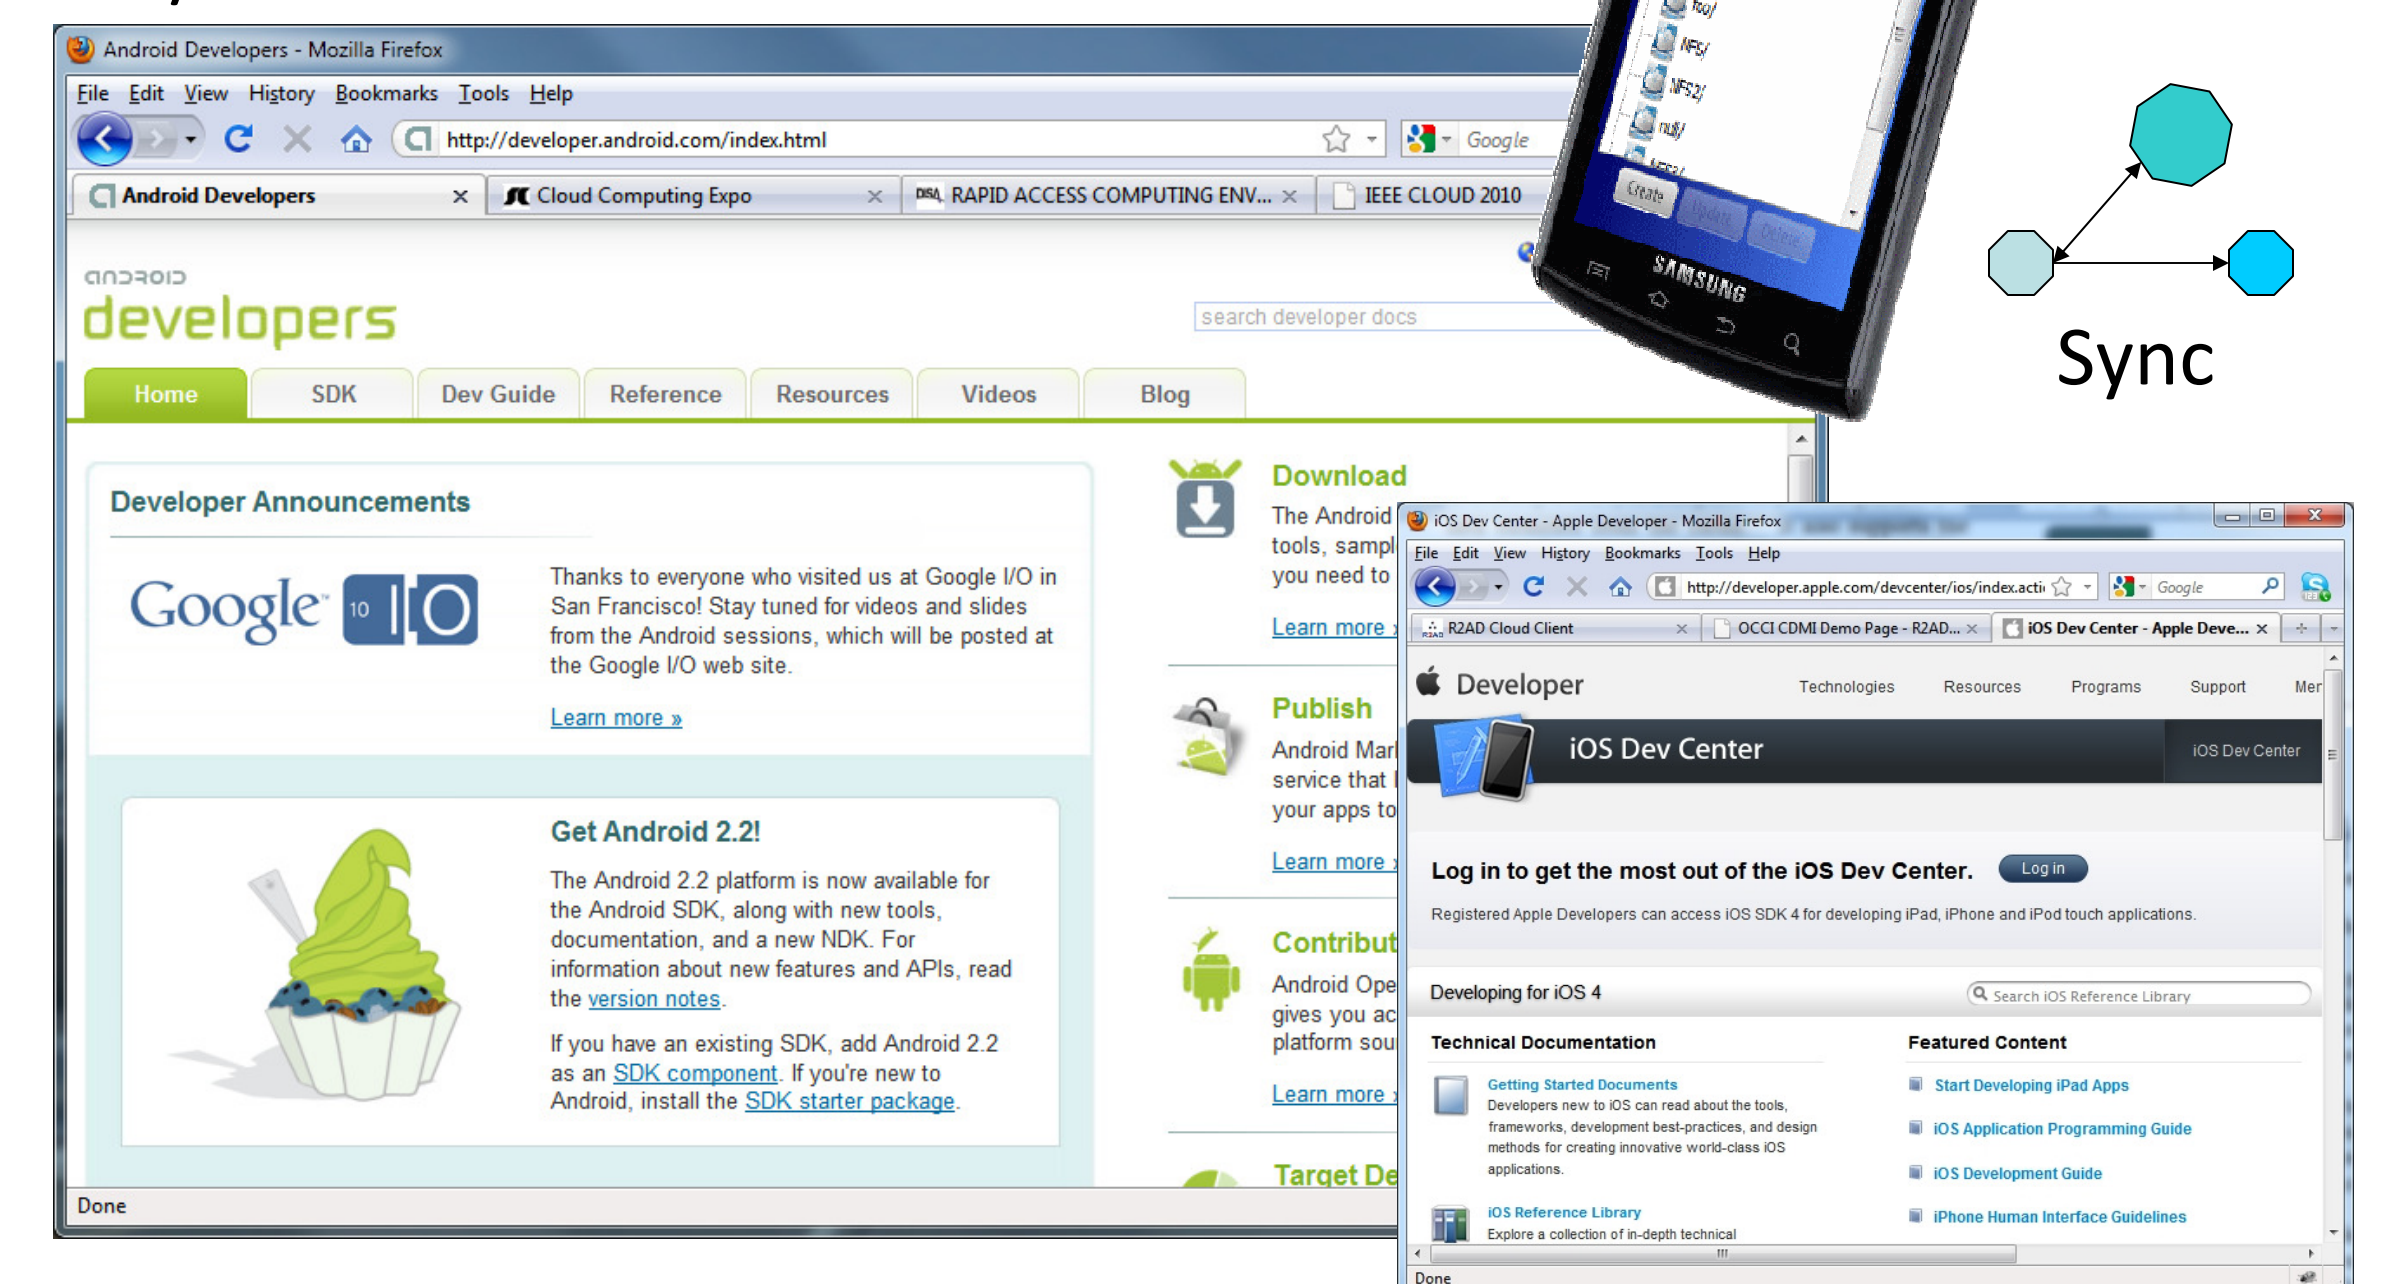 Android Developers - Mozilla Firefox
File Edit View History Bookmarks Tools Help
http://developer.android.com/index.html
Google
Android Developers
Cloud Computing Expo
DISA RAPID ACCESS COMPUTING ENV...
IEEE CLOUD 2010
android
developers
search developer docs
Home SDK Dev Guide Reference Resources Videos Blog
Developer Announcements
Google 10 IO
Thanks to everyone who visited us at Google I/O in
San Francisco! Stay tuned for videos and slides
from the Android sessions, which will be posted at
the Google I/O web site.
Learn more »
Get Android 2.2!
The Android 2.2 platform is now available for
the Android SDK, along with new tools,
documentation, and a new NDK. For
information about new features and APIs, read
the version notes.
If you have an existing SDK, add Android 2.2
as an SDK component. If you're new to
Android, install the SDK starter package.
Download
The Android
tools, sampl
you need to
Learn more »
Publish
Android Mar
service that
your apps to
Learn more »
Contribut
Android Ope
gives you ac
platform sou
Learn more »
Target De
Done
NFS/
NFS2/
null/
Create Update Delete
SAMSUNG
Sync
iOS Dev Center - Apple Developer - Mozilla Firefox
File Edit View History Bookmarks Tools Help
http://developer.apple.com/devcenter/ios/index.acti
Google
R2AD Cloud Client
OCCI CDMI Demo Page - R2AD...
iOS Dev Center - Apple Deve...
Developer
Technologies Resources Programs Support Mer
iOS Dev Center
iOS Dev Center
Log in to get the most out of the iOS Dev Center. Log in
Registered Apple Developers can access iOS SDK 4 for developing iPad, iPhone and iPod touch applications.
Developing for iOS 4
Search iOS Reference Library
Technical Documentation
Getting Started Documents
Developers new to iOS can read about the tools,
frameworks, development best-practices, and design
methods for creating innovative world-class iOS
applications.
iOS Reference Library
Explore a collection of in-depth technical
Featured Content
Start Developing iPad Apps
iOS Application Programming Guide
iOS Development Guide
iPhone Human Interface Guidelines
Done